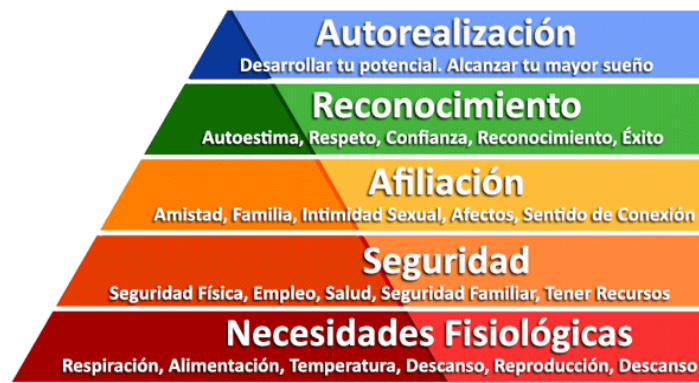 Autorealización
Desarrollar tu potencial. Alcanzar tu mayor sueño
Reconocimiento
Autoestima, Respeto, Confianza, Reconocimiento, Éxito
Afiliación
Amistad, Familia, Intimidad Sexual, Afectos, Sentido de Conexión
Seguridad
Seguridad Física, Empleo, Salud, Seguridad Familiar, Tener Recursos
Necesidades Fisiológicas
Respiración, Alimentación, Temperatura, Descanso, Reproducción, Descanso